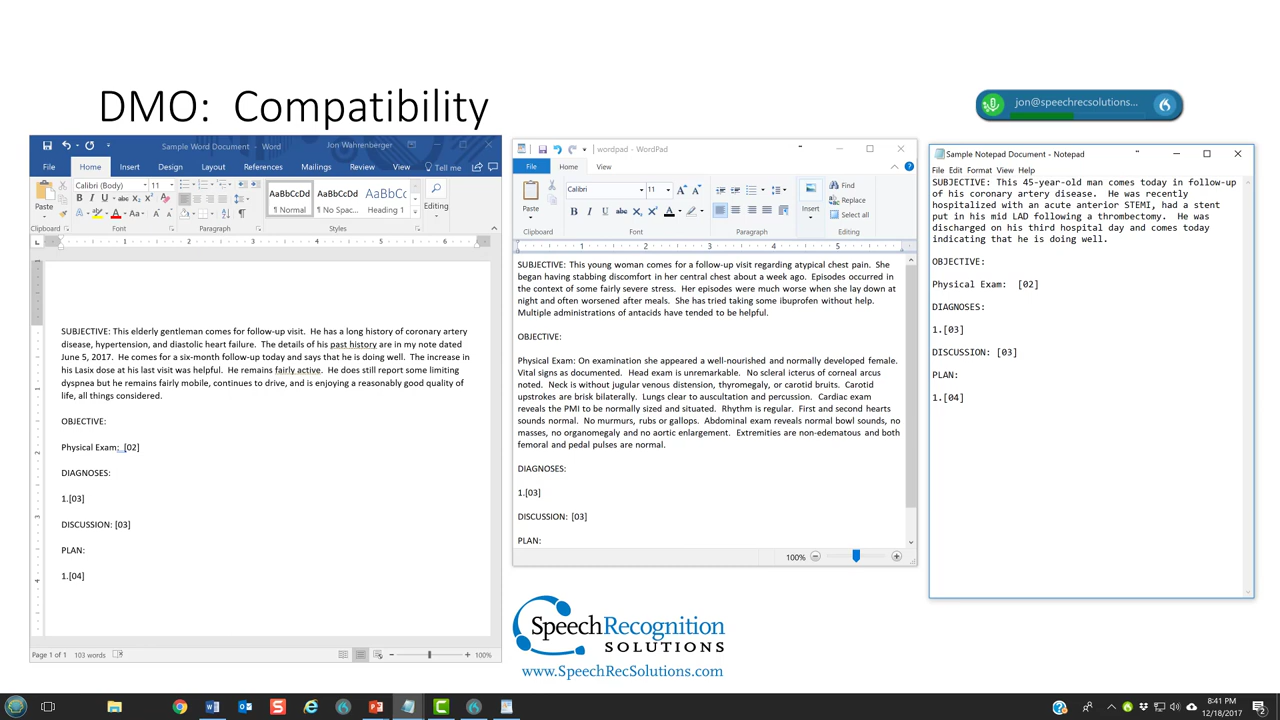 DMO: Compatibility
jon@speechrecsolutions...
Sample Word Document - Word
Jon Wahrenberger
File Home Insert Design Layout References Mailings Review View Tell me
Calibri (Body) 11
Paste
B I U abc X₂ X²
AaBbCcDc AaBbCcDc AaBbCc
¶ Normal ¶ No Spac... Heading 1
Editing
Clipboard Font Paragraph Styles
1 2 3 4 5 6
SUBJECTIVE: This elderly gentleman comes for follow-up visit. He has a long history of coronary artery
disease, hypertension, and diastolic heart failure. The details of his past history are in my note dated
June 5, 2017. He comes for a six-month follow-up today and says that he is doing well. The increase in
his Lasix dose at his last visit was helpful. He remains fairly active. He does still report some limiting
dyspnea but he remains fairly mobile, continues to drive, and is enjoying a reasonably good quality of
life, all things considered.
OBJECTIVE:
Physical Exam: [02]
DIAGNOSES:
1.[03]
DISCUSSION: [03]
PLAN:
1.[04]
Page 1 of 1 103 words
100%
wordpad - WordPad
File Home View
Calibri 11
Paste
B I U abc X₂ X²
Insert
Find
Replace
Select all
Clipboard Font Paragraph Editing
1 2 3 4 5
SUBJECTIVE: This young woman comes for a follow-up visit regarding atypical chest pain. She
began having stabbing discomfort in her central chest about a week ago. Episodes occurred in
the context of some fairly severe stress. Her episodes were much worse when she lay down at
night and often worsened after meals. She has tried taking some ibuprofen without help.
Multiple administrations of antacids have tended to be helpful.
OBJECTIVE:
Physical Exam: On examination she appeared a well-nourished and normally developed female.
Vital signs as documented. Head exam is unremarkable. No scleral icterus of corneal arcus
noted. Neck is without jugular venous distension, thyromegaly, or carotid bruits. Carotid
upstrokes are brisk bilaterally. Lungs clear to auscultation and percussion. Cardiac exam
reveals the PMI to be normally sized and situated. Rhythm is regular. First and second hearts
sounds normal. No murmurs, rubs or gallops. Abdominal exam reveals normal bowl sounds, no
masses, no organomegaly and no aortic enlargement. Extremities are non-edematous and both
femoral and pedal pulses are normal.
DIAGNOSES:
1.[03]
DISCUSSION: [03]
PLAN:
100%
Sample Notepad Document - Notepad
File Edit Format View Help
SUBJECTIVE: This 45-year-old man comes today in follow-up
of his coronary artery disease. He was recently
hospitalized with an acute anterior STEMI, had a stent
put in his mid LAD following a thrombectomy. He was
discharged on his third hospital day and comes today
indicating that he is doing well.
OBJECTIVE:
Physical Exam: [02]
DIAGNOSES:
1.[03]
DISCUSSION: [03]
PLAN:
1.[04]
SpeechRecognition
SOLUTIONS
www.SpeechRecSolutions.com
8:41 PM
12/18/2017